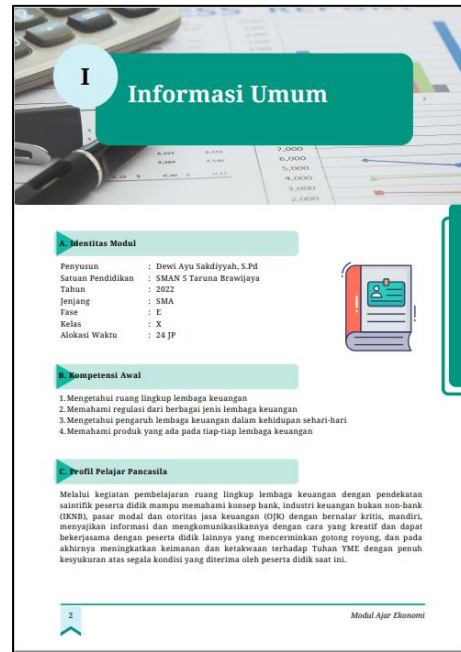 I
Informasi Umum
7,000
6,000
5,000
4,000
3,000
2,000
A. Identitas Modul
Penyusun : Dewi Ayu Sakdiyyah, S.Pd
Satuan Pendidikan : SMAN 5 Taruna Brawijaya
Tahun : 2022
Jenjang : SMA
Fase : E
Kelas : X
Alokasi Waktu : 24 JP
B. Kompetensi Awal
1.Mengetahui ruang lingkup lembaga keuangan
2.Memahami regulasi dari berbagai jenis lembaga keuangan
3.Mengetahui pengaruh lembaga keuangan dalam kehidupan sehari-hari
4.Memahami produk yang ada pada tiap-tiap lembaga keuangan
C. Profil Pelajar Pancasila
Melalui kegiatan pembelajaran ruang lingkup lembaga keuangan dengan pendekatan
saintifik peserta didik mampu memahami konsep bank, industri keuangan bukan non-bank
(IKNB), pasar modal dan otoritas jasa keuangan (OJK) dengan bernalar kritis, mandiri,
menyajikan informasi dan mengkomunikasikannya dengan cara yang kreatif dan dapat
bekerjasama dengan peserta didik lainnya yang mencerminkan gotong royong, dan pada
akhirnya meningkatkan keimanan dan ketakwaan terhadap Tuhan YME dengan penuh
kesyukuran atas segala kondisi yang diterima oleh peserta didik saat ini.
2
Modul Ajar Ekonomi